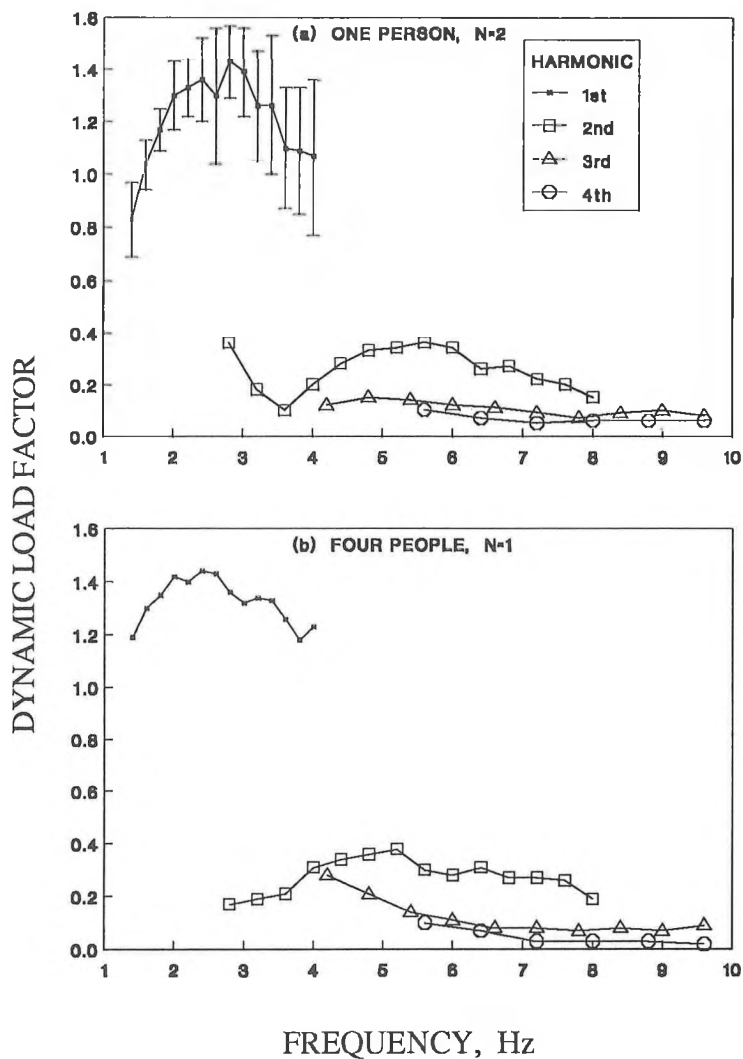 DYNAMIC LOAD FACTOR
(a) ONE PERSON, N=2
HARMONIC
1st
2nd
3rd
4th
1.6
1.4
1.2
1.0
0.8
0.6
0.4
0.2
0.0
1 2 3 4 5 6 7 8 9 10
(b) FOUR PEOPLE, N=1
1.6
1.4
1.2
1.0
0.8
0.6
0.4
0.2
0.0
1 2 3 4 5 6 7 8 9 10
FREQUENCY, Hz